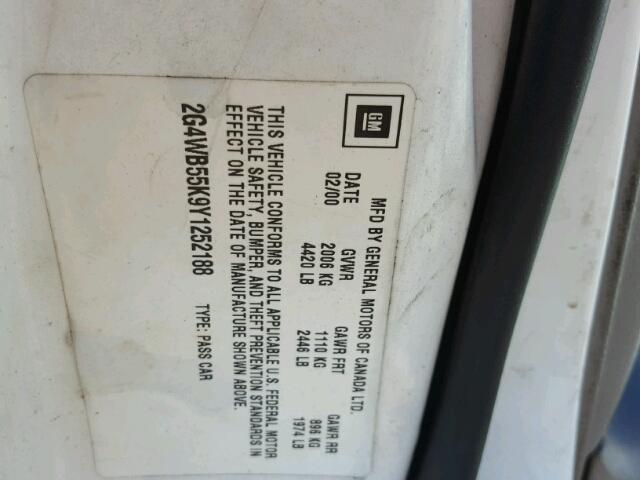 GM
MFD BY GENERAL MOTORS OF CANADA LTD.
DATE GVWR GAWR FRT GAWR RR
02/00 2006 KG 1110 KG 896 KG
4420 LB 2446 LB 1974 LB
THIS VEHICLE CONFORMS TO ALL APPLICABLE U.S. FEDERAL MOTOR
VEHICLE SAFETY, BUMPER, AND THEFT PREVENTION STANDARDS IN
EFFECT ON THE DATE OF MANUFACTURE SHOWN ABOVE.
2G4WB55K9Y1252188 TYPE: PASS CAR